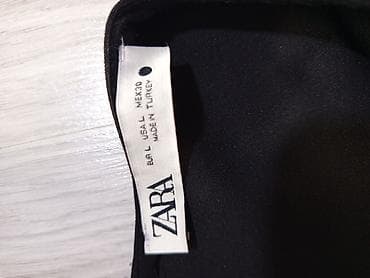 ZARA
EUR L USA L MEX 30
MADE IN TURKEY